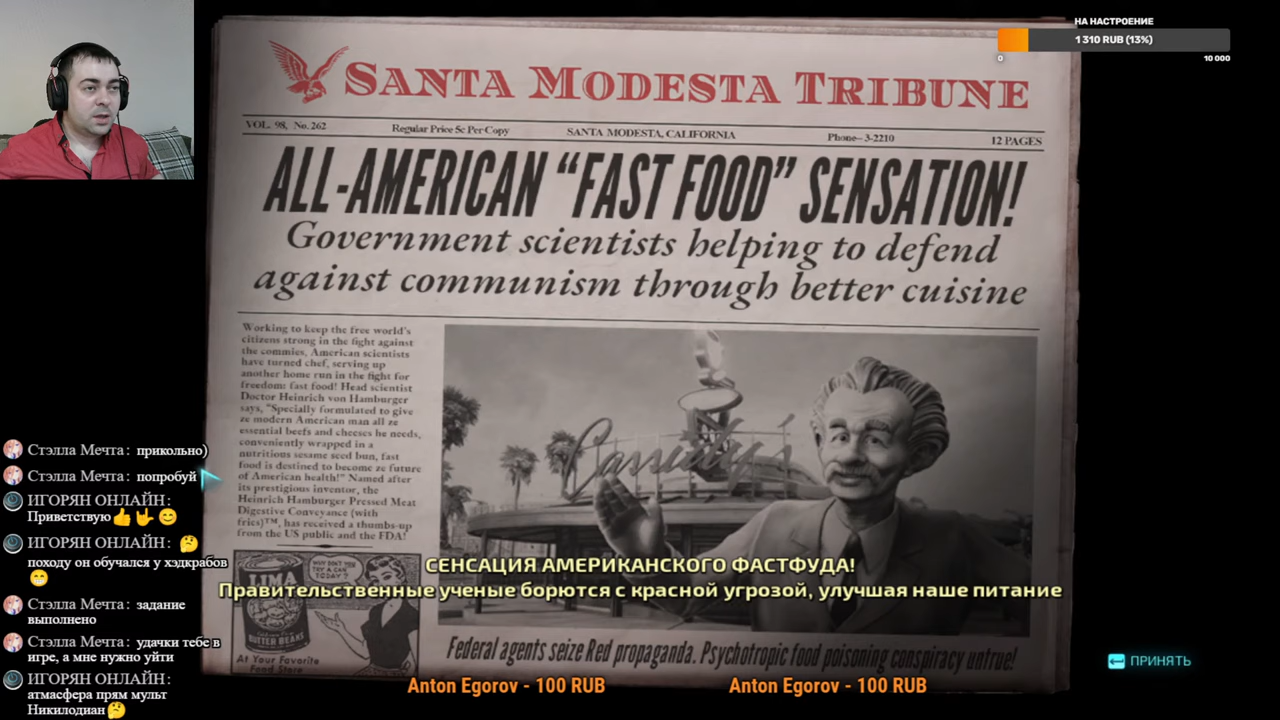 НА НАСТРОЕНИЕ
1 310 RUB (13%)
0
10 000
SANTA MODESTA TRIBUNE
VOL. 98, No. 262
Regular Price 5c Per Copy
SANTA MODESTA, CALIFORNIA
Phone– 3-2210
12 PAGES
ALL-AMERICAN “FAST FOOD” SENSATION!
Government scientists helping to defend
against communism through better cuisine
Working to keep the free world's
citizens strong in the fight against
the commies, American scientists
have turned chef, serving up
another home run in the fight for
freedom: fast food! Head scientist
Doctor Heinrich von Hamburger
says, "Specially formulated to give
ze modern American man all ze
essential beefs and cheeses he needs,
conveniently wrapped in a
nutritious sesame seed bun, fast
food is destined to become ze future
of American health!" Named after
its prestigious inventor, the
Heinrich Hamburger Pressed Meat
Digestive Conveyance (with
fries)™, has received a thumbs-up
from the US public and the FDA!
Cassidy's
LIMA
BUTTER BEANS
WHY DON'T YOU
TRY A CAN
TODAY?
At Your Favorite
Food Store
Federal agents seize Red propaganda. Psychotropic food poisoning conspiracy untrue!
СЕНСАЦИЯ АМЕРИКАНСКОГО ФАСТФУДА!
Правительственные ученые борются с красной угрозой, улучшая наше питание
Anton Egorov - 100 RUB
Anton Egorov - 100 RUB
ПРИНЯТЬ
Стэлла Мечта: прикольно)
Стэлла Мечта: попробуй
ИГОРЯН ОНЛАЙН:
Приветствую👍🤟😊
ИГОРЯН ОНЛАЙН: 🤔
походу он обучался у хэдкрабов
😁
Стэлла Мечта: задание
выполнено
Стэлла Мечта: удачки тебе в
игре, а мне нужно уйти
ИГОРЯН ОНЛАЙН:
атмасфера прям мульт
Никилодиан🤔